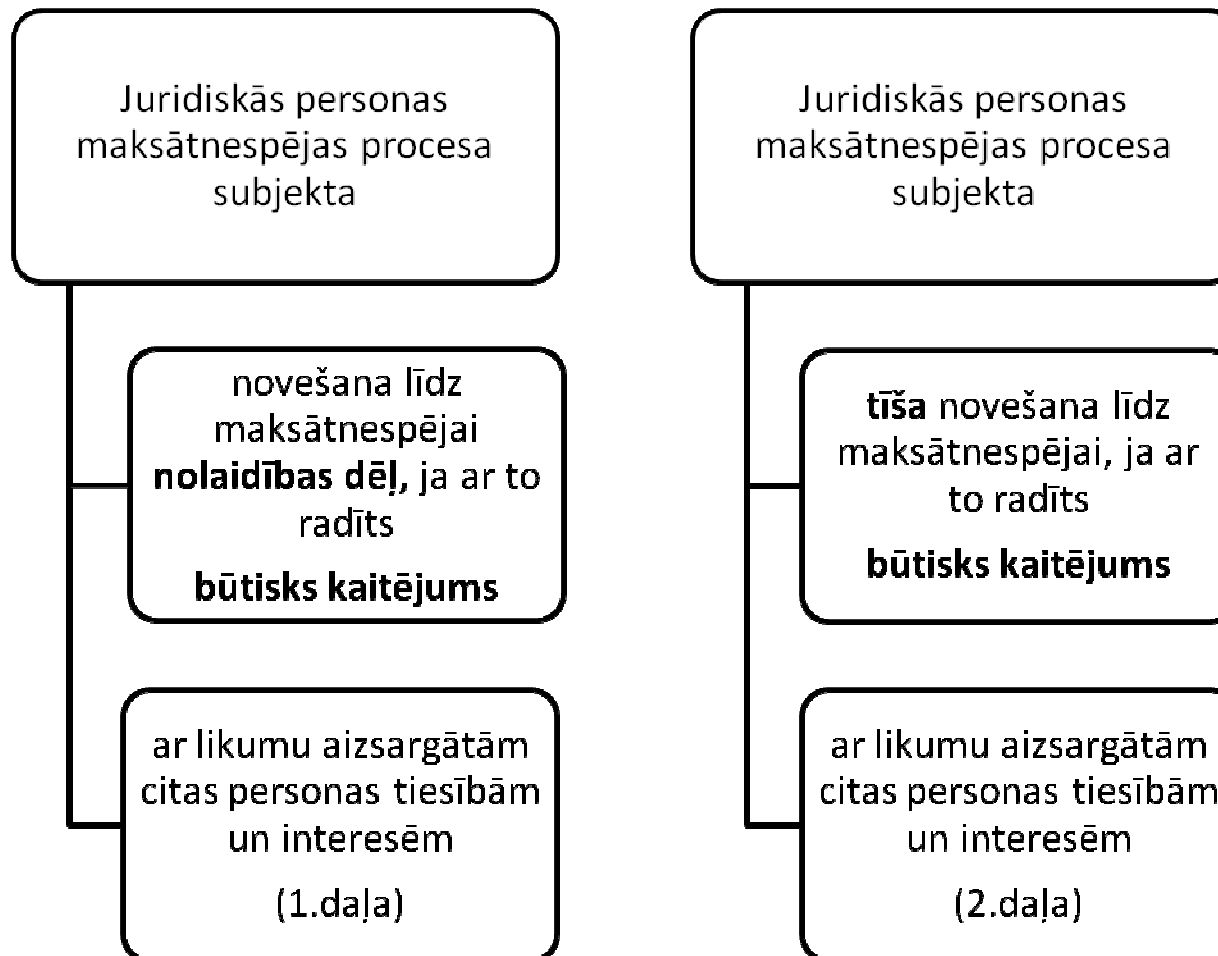 Juridiskās personas
maksātnespējas procesa
subjekta
novešana līdz
maksātnespējai
nolaidības dēļ, ja ar to
radīts
būtisks kaitējums
ar likumu aizsargātām
citas personas tiesībām
un interesēm
(1.daļa)
Juridiskās personas
maksātnespējas procesa
subjekta
tīša novešana līdz
maksātnespējai, ja ar
to radīts
būtisks kaitējums
ar likumu aizsargātām
citas personas tiesībām
un interesēm
(2.daļa)